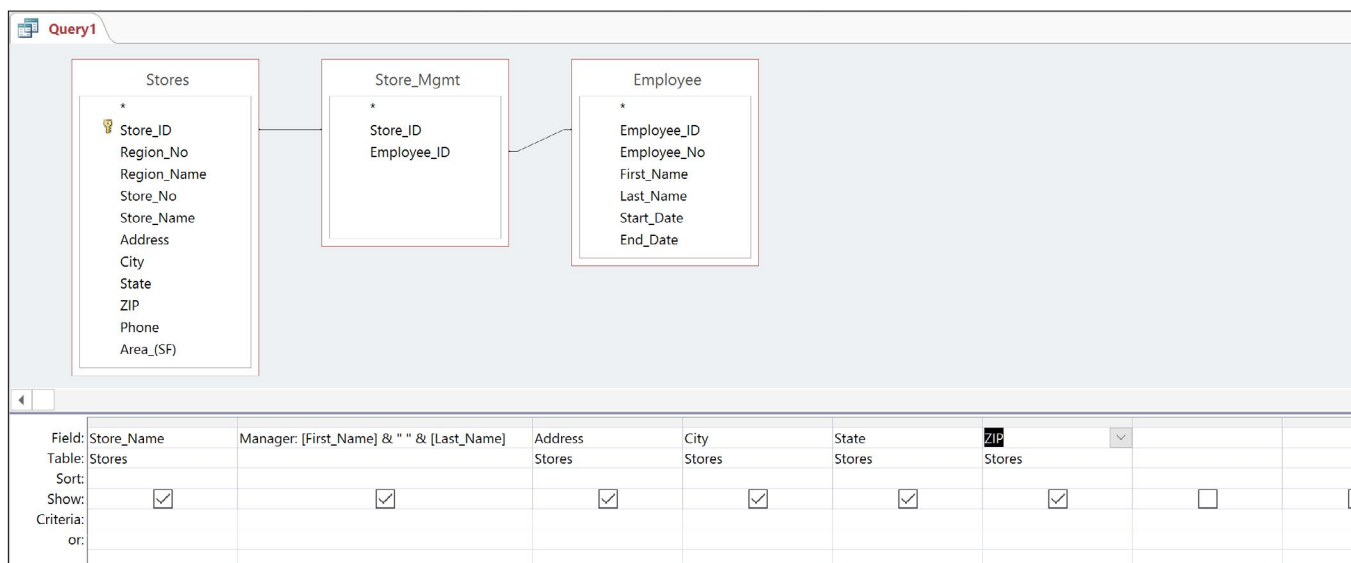 Query1
Stores
*
Store_ID
Region_No
Region_Name
Store_No
Store_Name
Address
City
State
ZIP
Phone
Area_(SF)
Store_Mgmt
*
Store_ID
Employee_ID
Employee
*
Employee_ID
Employee_No
First_Name
Last_Name
Start_Date
End_Date
Field: Store_Name Manager: [First_Name] & " " & [Last_Name] Address City State ZIP
Table: Stores Stores Stores Stores Stores
Sort:
Show:
Criteria:
or: